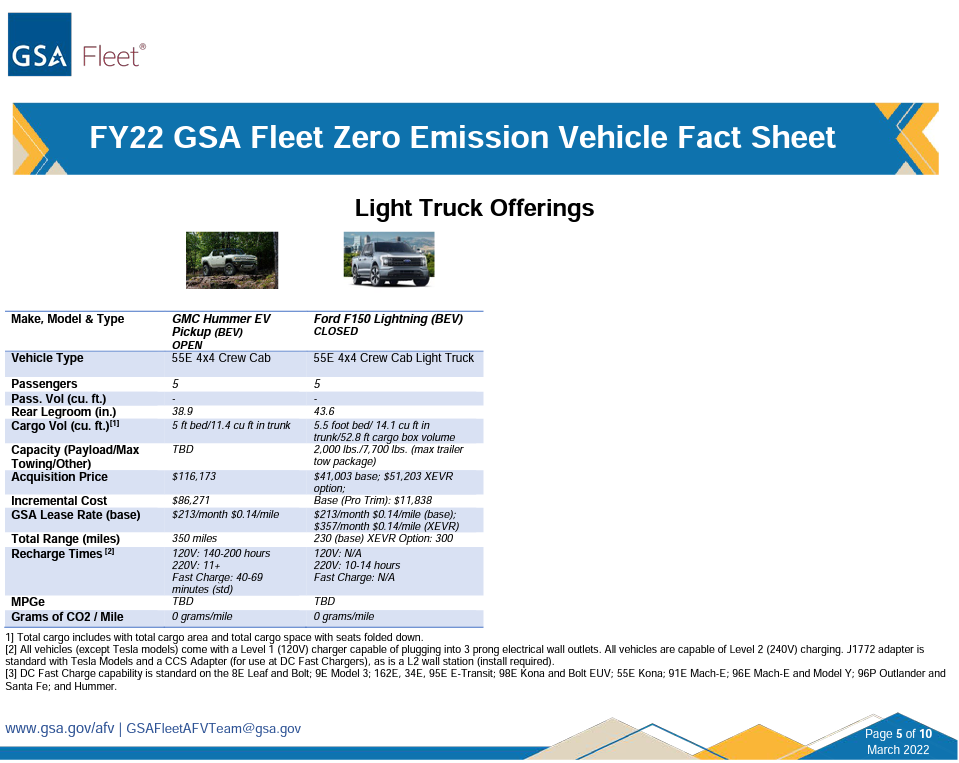 GSA Fleet®
FY22 GSA Fleet Zero Emission Vehicle Fact Sheet
Light Truck Offerings
Make, Model & Type
GMC Hummer EV
Pickup (BEV)
OPEN
Ford F150 Lightning (BEV)
CLOSED
Vehicle Type
55E 4x4 Crew Cab
55E 4x4 Crew Cab Light Truck
Passengers
5
5
Pass. Vol (cu. ft.)
-
-
Rear Legroom (in.)
38.9
43.6
Cargo Vol (cu. ft.)[1]
5 ft bed/11.4 cu ft in trunk
5.5 foot bed/ 14.1 cu ft in
trunk/52.8 ft cargo box volume
Capacity (Payload/Max
Towing/Other)
TBD
2,000 lbs./7,700 lbs. (max trailer
tow package)
Acquisition Price
$116,173
$41,003 base; $51,203 XEVR
option;
Incremental Cost
$86,271
Base (Pro Trim): $11,838
GSA Lease Rate (base)
$213/month $0.14/mile
$213/month $0.14/mile (base);
$357/month $0.14/mile (XEVR)
Total Range (miles)
350 miles
230 (base) XEVR Option: 300
Recharge Times [2]
120V: 140-200 hours
220V: 11+
Fast Charge: 40-69
minutes (std)
120V: N/A
220V: 10-14 hours
Fast Charge: N/A
MPGe
TBD
TBD
Grams of CO2 / Mile
0 grams/mile
0 grams/mile
1] Total cargo includes with total cargo area and total cargo space with seats folded down.
[2] All vehicles (except Tesla models) come with a Level 1 (120V) charger capable of plugging into 3 prong electrical wall outlets. All vehicles are capable of Level 2 (240V) charging. J1772 adapter is
standard with Tesla Models and a CCS Adapter (for use at DC Fast Chargers), as is a L2 wall station (install required).
[3] DC Fast Charge capability is standard on the 8E Leaf and Bolt; 9E Model 3; 162E, 34E, 95E E-Transit; 98E Kona and Bolt EUV; 55E Kona; 91E Mach-E; 96E Mach-E and Model Y; 96P Outlander and
Santa Fe; and Hummer.
www.gsa.gov/afv | GSAFleetAFVTeam@gsa.gov
Page 5 of 10
March 2022